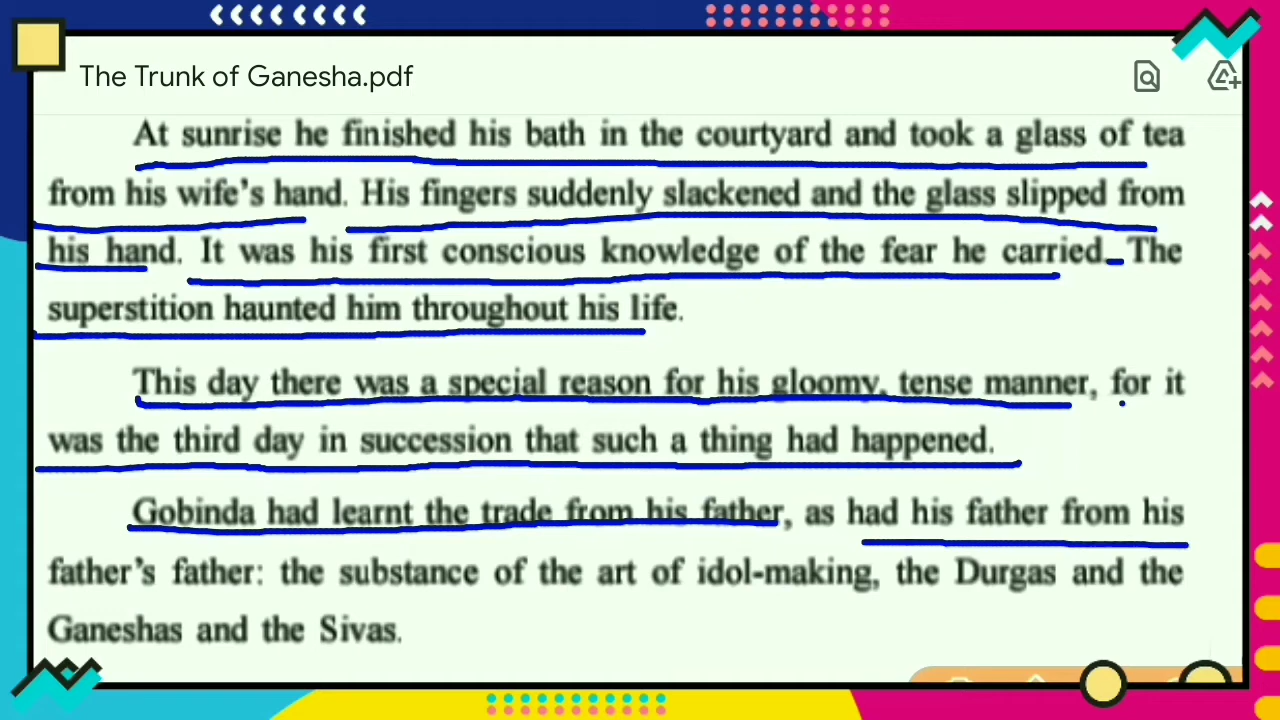 The Trunk of Ganesha.pdf
At sunrise he finished his bath in the courtyard and took a glass of tea
from his wife's hand. His fingers suddenly slackened and the glass slipped from
his hand. It was his first conscious knowledge of the fear he carried. The
superstition haunted him throughout his life.
This day there was a special reason for his gloomy, tense manner, for it
was the third day in succession that such a thing had happened.
Gobinda had learnt the trade from his father, as had his father from his
father's father: the substance of the art of idol-making, the Durgas and the
Ganeshas and the Sivas.